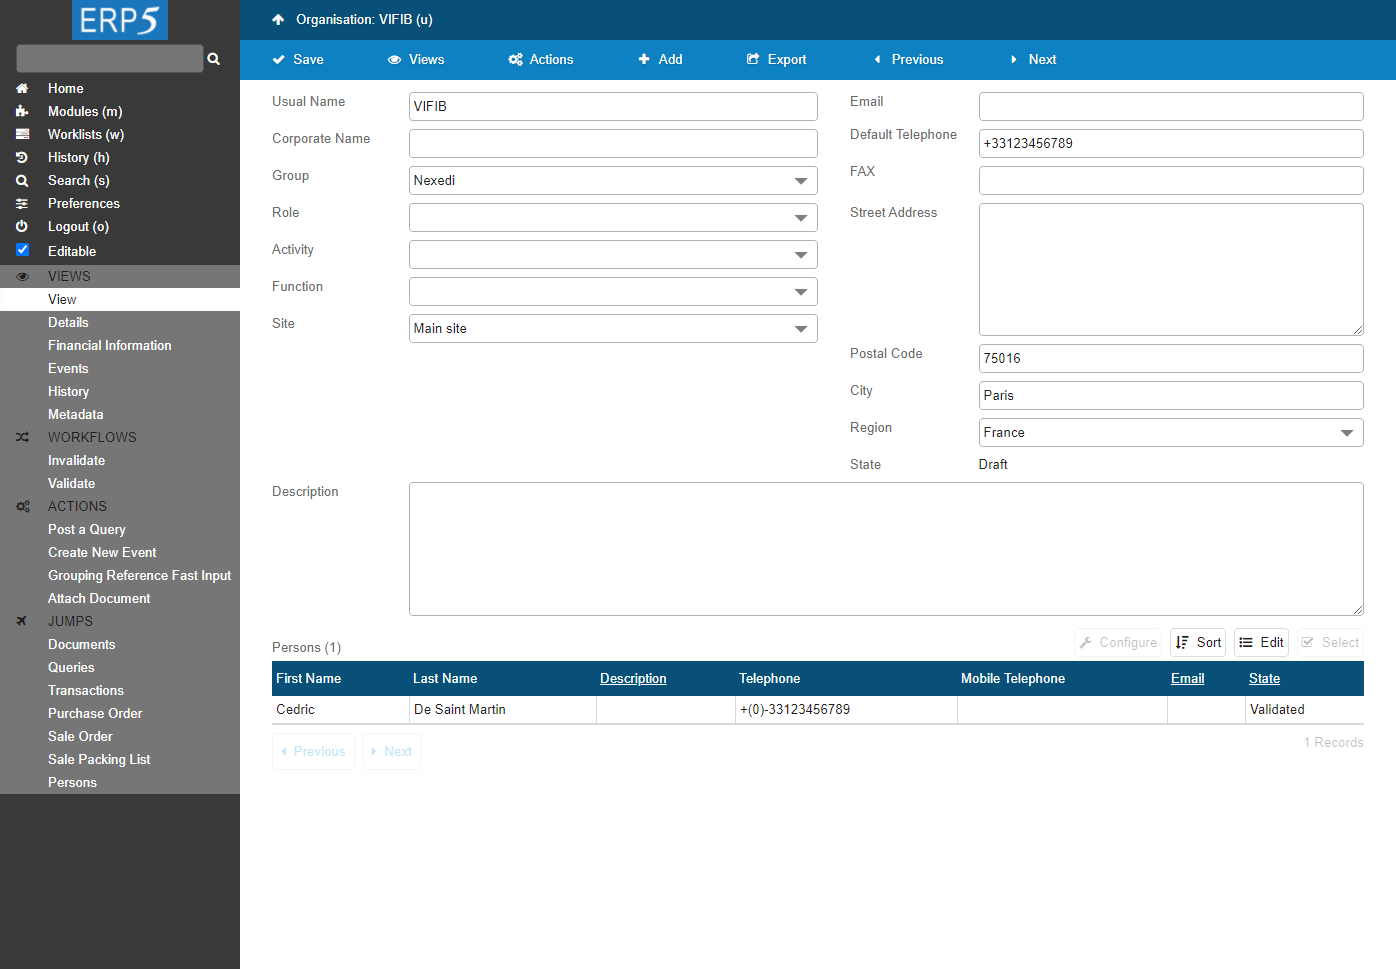 ERP5
Home
Modules (m)
Worklists (w)
History (h)
Search (s)
Preferences
Logout (o)
Editable
VIEWS
View
Details
Financial Information
Events
History
Metadata
WORKFLOWS
Invalidate
Validate
ACTIONS
Post a Query
Create New Event
Grouping Reference Fast Input
Attach Document
JUMPS
Documents
Queries
Transactions
Purchase Order
Sale Order
Sale Packing List
Persons
Organisation: VIFIB (u)
Save Views Actions Add Export Previous Next
Usual Name VIFIB
Corporate Name
Group Nexedi
Role
Activity
Function
Site Main site
Email
Default Telephone +33123456789
FAX
Street Address
Postal Code 75016
City Paris
Region France
State Draft
Description
Persons (1) Configure Sort Edit Select
First Name Last Name Description Telephone Mobile Telephone Email State
Cedric De Saint Martin +(0)-33123456789 Validated
Previous Next 1 Records